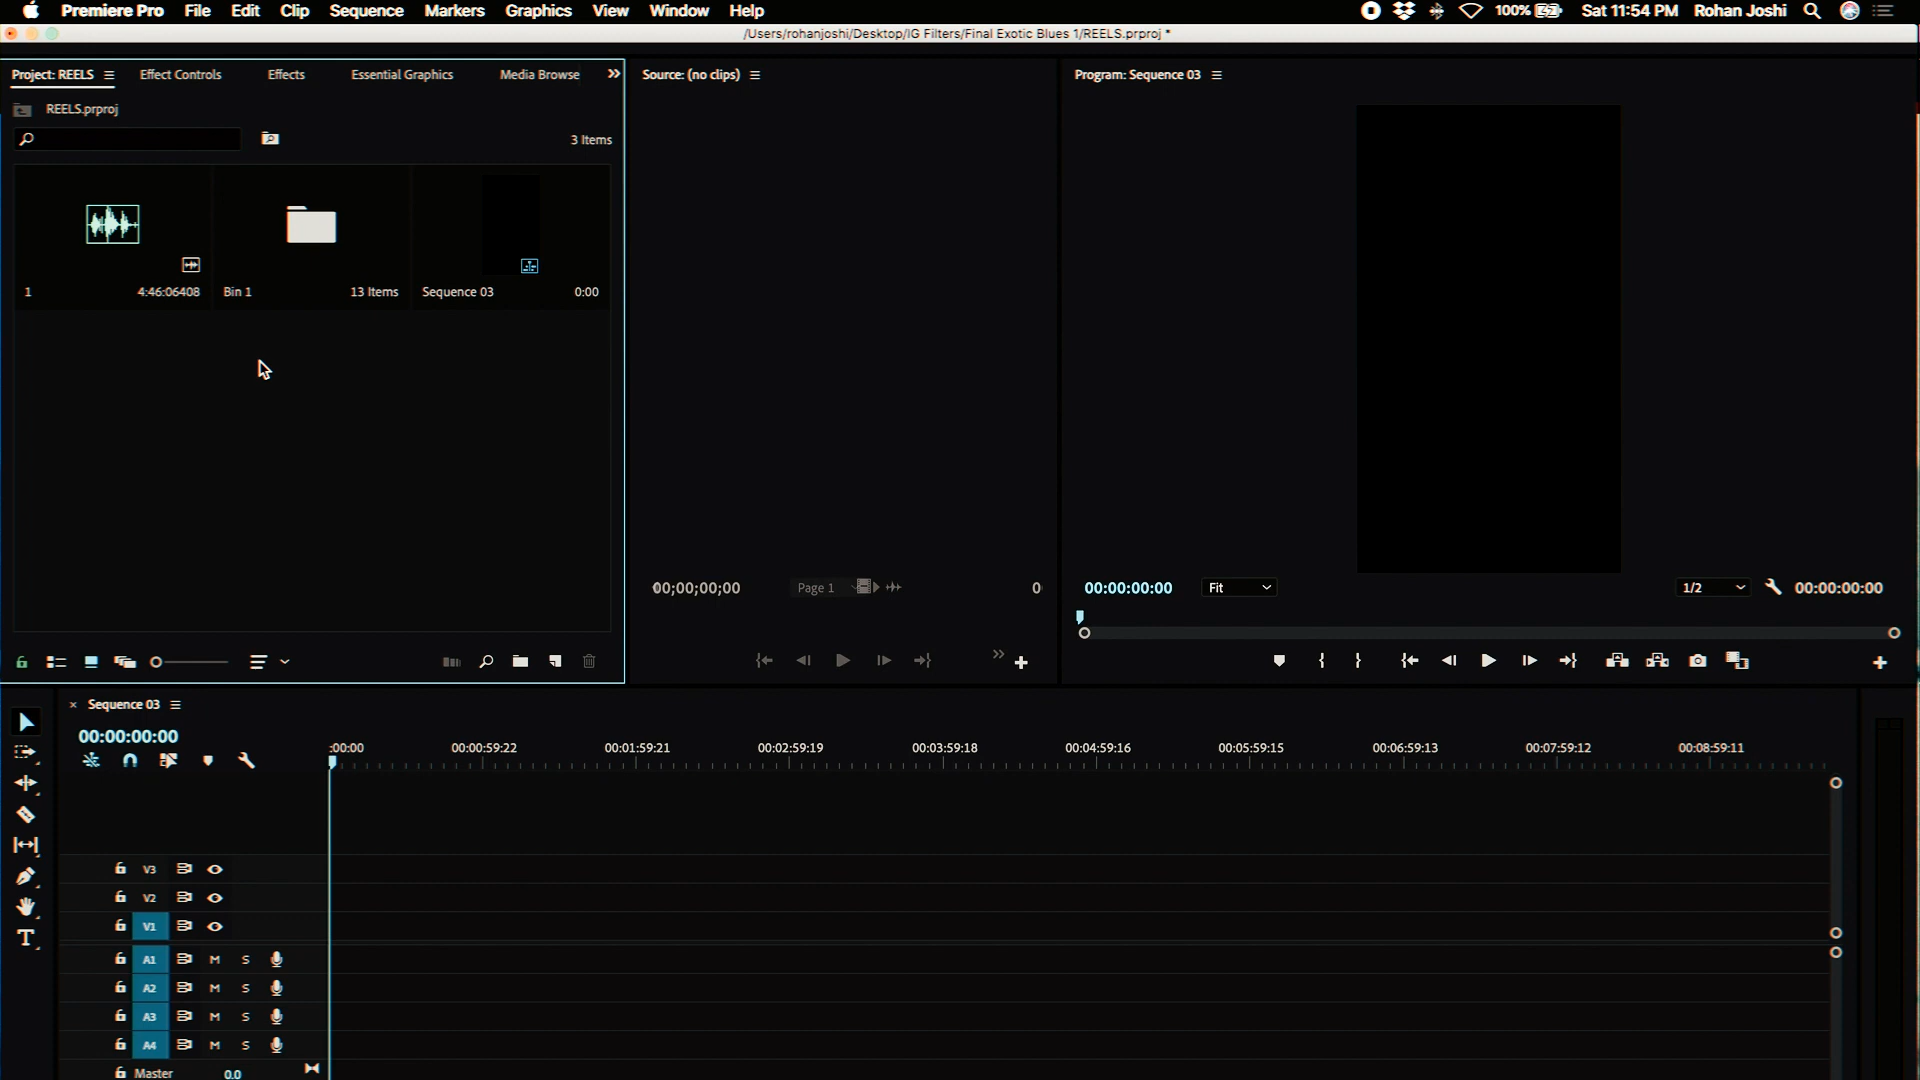 Premiere Pro File Edit Clip Sequence Markers Graphics View Window Help 100% Sat 11:54 PM Rohan Joshi
/Users/rohanjoshi/Desktop/IG Filters/Final Exotic Blues 1/REELS.prproj *
Project: REELS Effect Controls Effects Essential Graphics Media Browse
Source: (no clips)
Program: Sequence 03
REELS.prproj
3 Items
1 4:46:06408 Bin 1 13 Items Sequence 03 0:00
00;00;00;00 Page 1 0
00:00:00:00 Fit 1/2 00:00:00:00
Sequence 03
00:00:00:00
:00:00 00:00:59:22 00:01:59:21 00:02:59:19 00:03:59:18 00:04:59:16 00:05:59:15 00:06:59:13 00:07:59:12 00:08:59:11
V3
V2
V1
A1 M S
A2 M S
A3 M S
A4 M S
Master 0.0